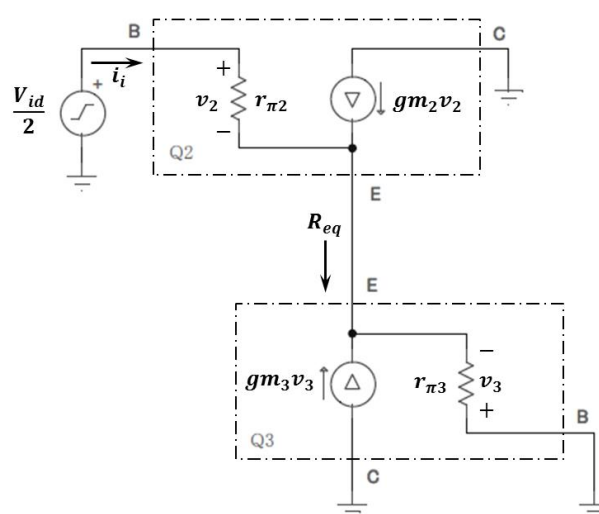 B
C
+
i_i
V_id/2
+
v_2
−
r_π2
gm_2v_2
Q2
E
R_eq
E
gm_3v_3
r_π3
−
v_3
+
B
Q3
C